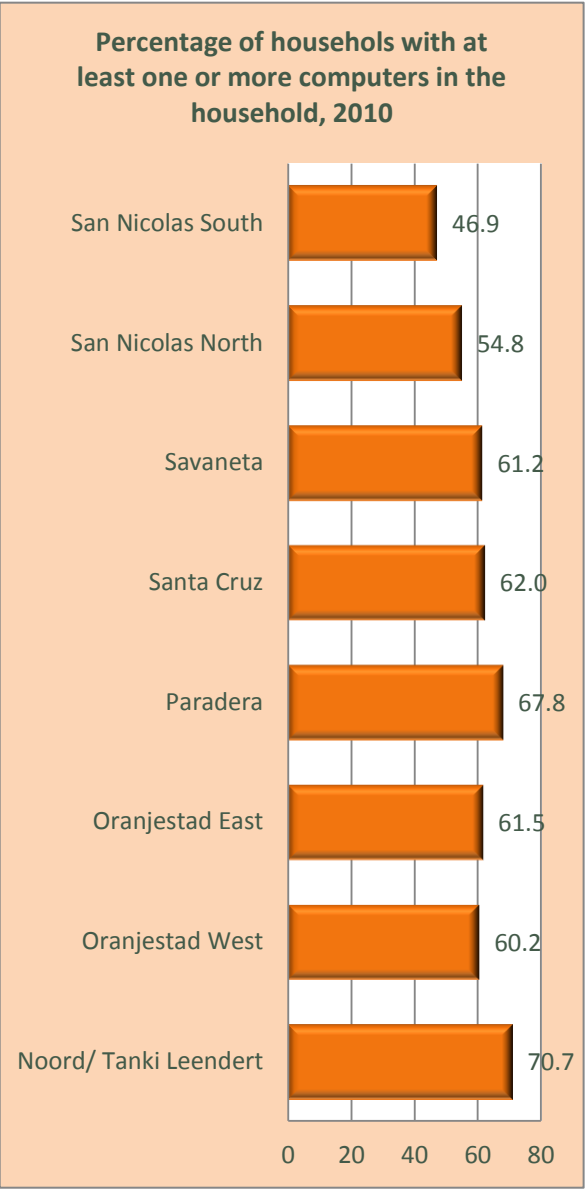 Percentage of househols with at
least one or more computers in the
household, 2010
San Nicolas South 46.9
San Nicolas North 54.8
Savaneta 61.2
Santa Cruz 62.0
Paradera 67.8
Oranjestad East 61.5
Oranjestad West 60.2
Noord/ Tanki Leendert 70.7
0 20 40 60 80